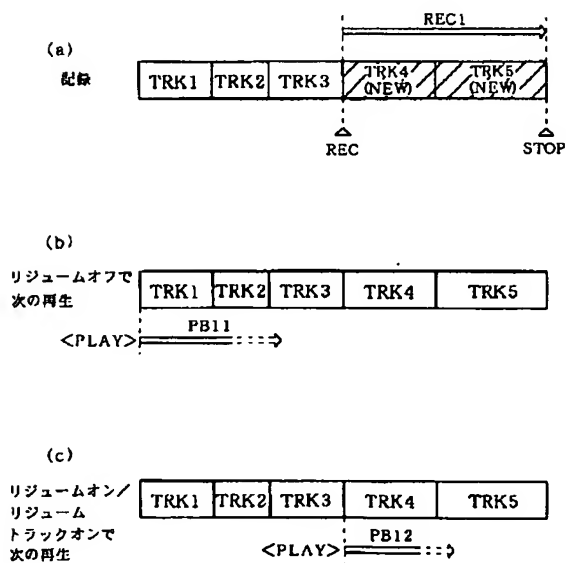 REC1
(a)
記録
TRK1 TRK2 TRK3 TRK4 TRK5
(NEW) (NEW)
REC STOP
(b)
リジュームオフで
次の再生
TRK1 TRK2 TRK3 TRK4 TRK5
PB11
<PLAY>
(c)
リジュームオン/
リジューム
トラックオンで
次の再生
TRK1 TRK2 TRK3 TRK4 TRK5
<PLAY> PB12